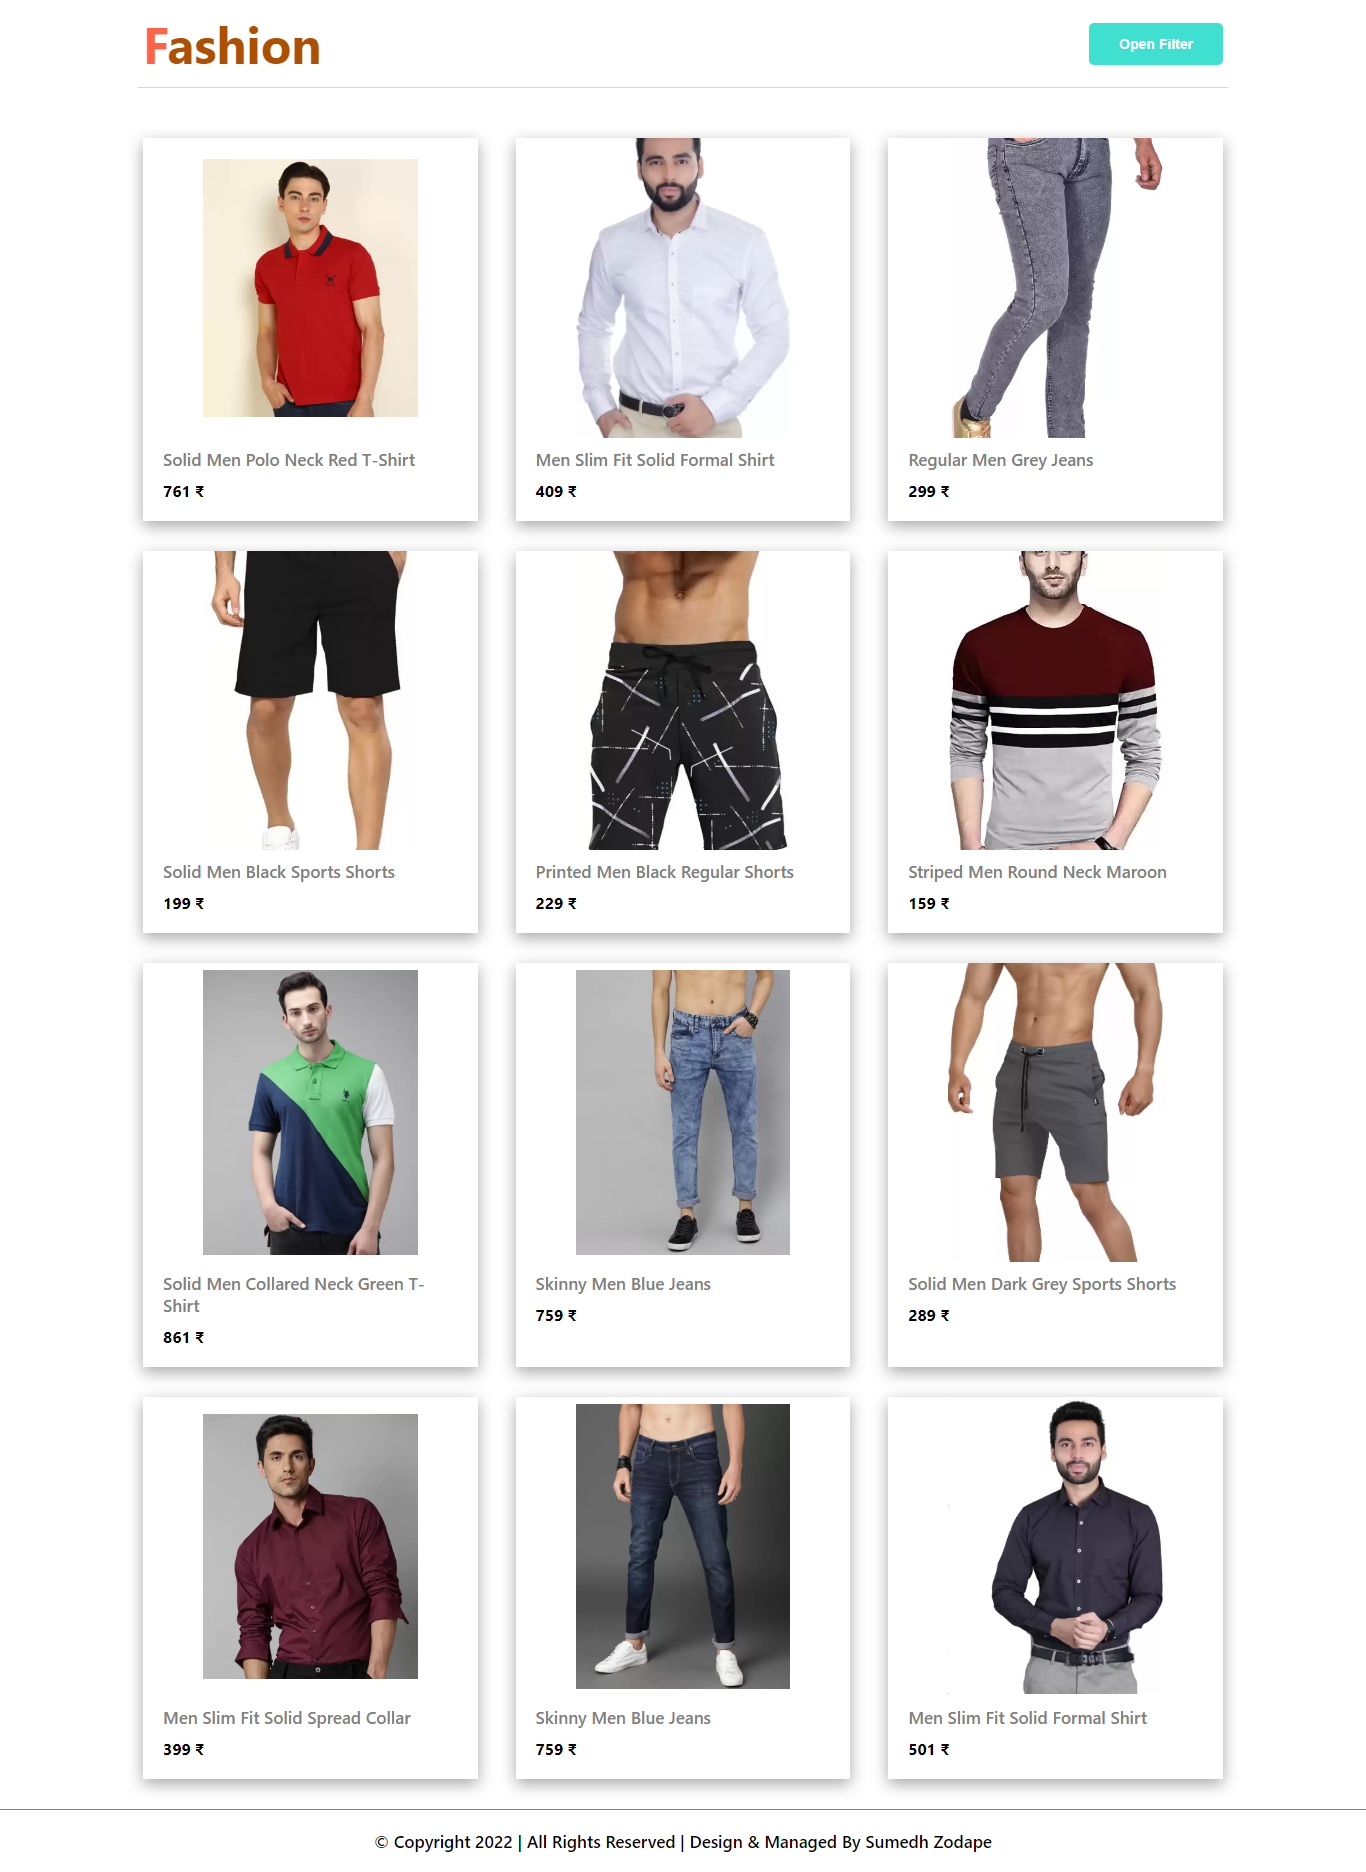 Fashion
Open Filter
Solid Men Polo Neck Red T-Shirt
761 ₹
Men Slim Fit Solid Formal Shirt
409 ₹
Regular Men Grey Jeans
299 ₹
Solid Men Black Sports Shorts
199 ₹
Printed Men Black Regular Shorts
229 ₹
Striped Men Round Neck Maroon
159 ₹
Solid Men Collared Neck Green T-
Shirt
861 ₹
Skinny Men Blue Jeans
759 ₹
Solid Men Dark Grey Sports Shorts
289 ₹
Men Slim Fit Solid Spread Collar
399 ₹
Skinny Men Blue Jeans
759 ₹
Men Slim Fit Solid Formal Shirt
501 ₹
© Copyright 2022 | All Rights Reserved | Design & Managed By Sumedh Zodape